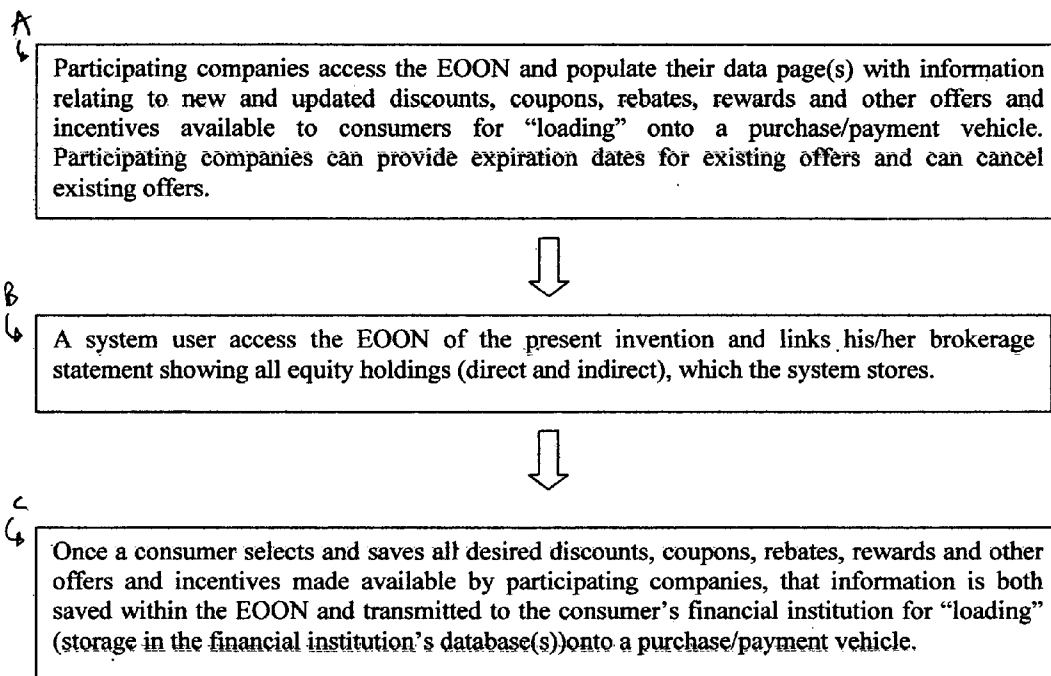 A
Participating companies access the EOON and populate their data page(s) with information
relating to new and updated discounts, coupons, rebates, rewards and other offers and
incentives available to consumers for “loading” onto a purchase/payment vehicle.
Participating companies can provide expiration dates for existing offers and can cancel
existing offers.
B
A system user access the EOON of the present invention and links his/her brokerage
statement showing all equity holdings (direct and indirect), which the system stores.
C
Once a consumer selects and saves all desired discounts, coupons, rebates, rewards and other
offers and incentives made available by participating companies, that information is both
saved within the EOON and transmitted to the consumer’s financial institution for “loading”
(storage in the financial institution’s database(s))onto a purchase/payment vehicle.